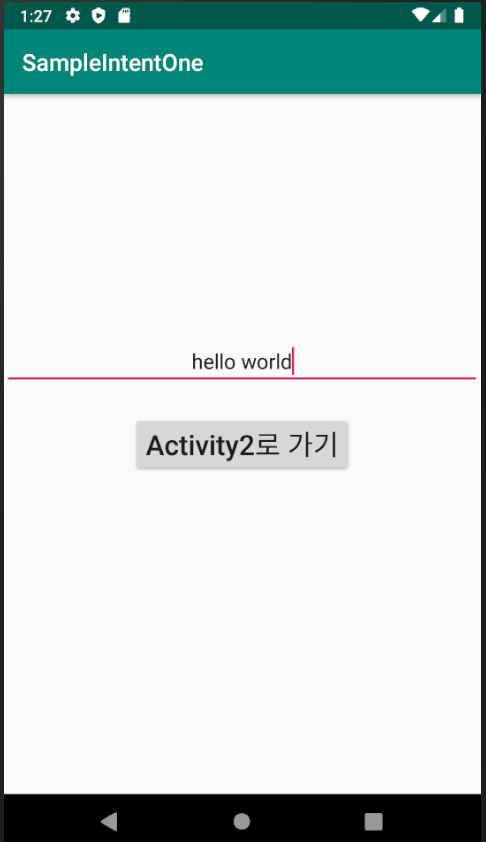 1:27
SampleIntentOne
hello world
Activity2로 가기